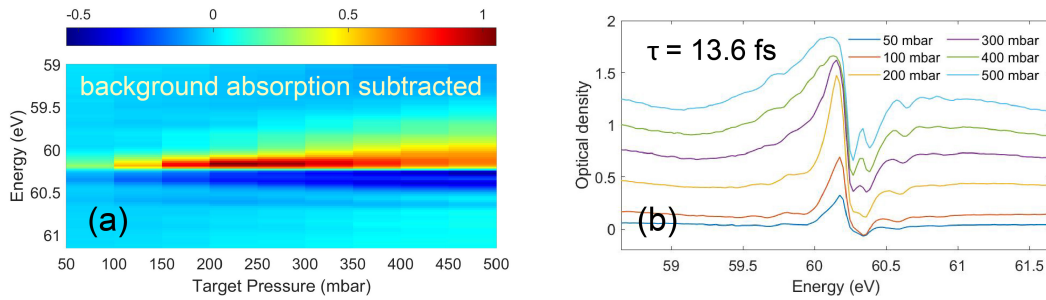 -0.5 0 0.5 1
59
59.5
60
60.5
61
Energy (eV)
background absorption subtracted
(a)
50 100 150 200 250 300 350 400 450 500
Target Pressure (mbar)
2
1.5
1
0.5
0
Optical density
τ = 13.6 fs
50 mbar
100 mbar
200 mbar
300 mbar
400 mbar
500 mbar
(b)
59 59.5 60 60.5 61 61.5
Energy (eV)